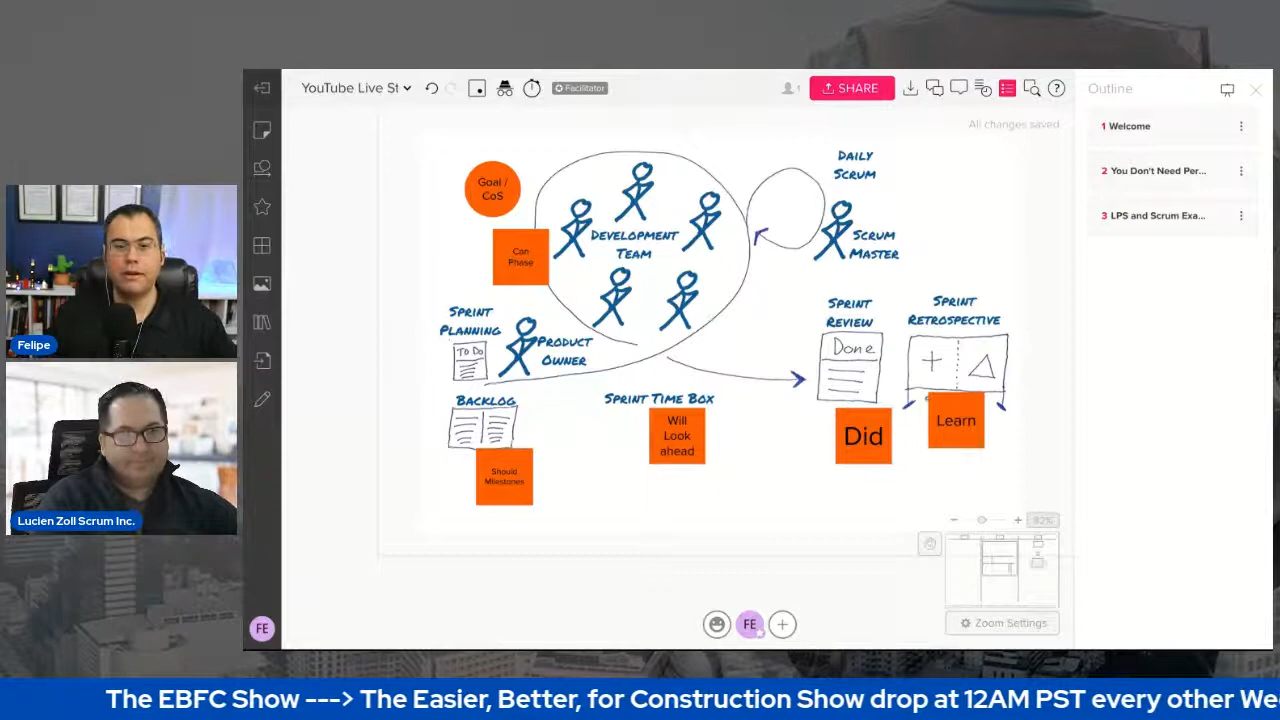 YouTube Live St
Facilitator
1
SHARE
?
Outline
All changes saved
1 Welcome
2 You Don't Need Per...
3 LPS and Scrum Exa...
Goal /
CoS
Can
Phase
DEVELOPMENT
TEAM
DAILY
SCRUM
SCRUM
MASTER
SPRINT
PLANNING
To Do
PRODUCT
OWNER
BACKLOG
Should
Milestones
SPRINT TIME BOX
Will
Look
ahead
SPRINT
REVIEW
Done
Did
SPRINT
RETROSPECTIVE
Learn
92%
Zoom Settings
FE
FE
Felipe
Lucien Zoll Scrum Inc.
The EBFC Show ---> The Easier, Better, for Construction Show drop at 12AM PST every other We